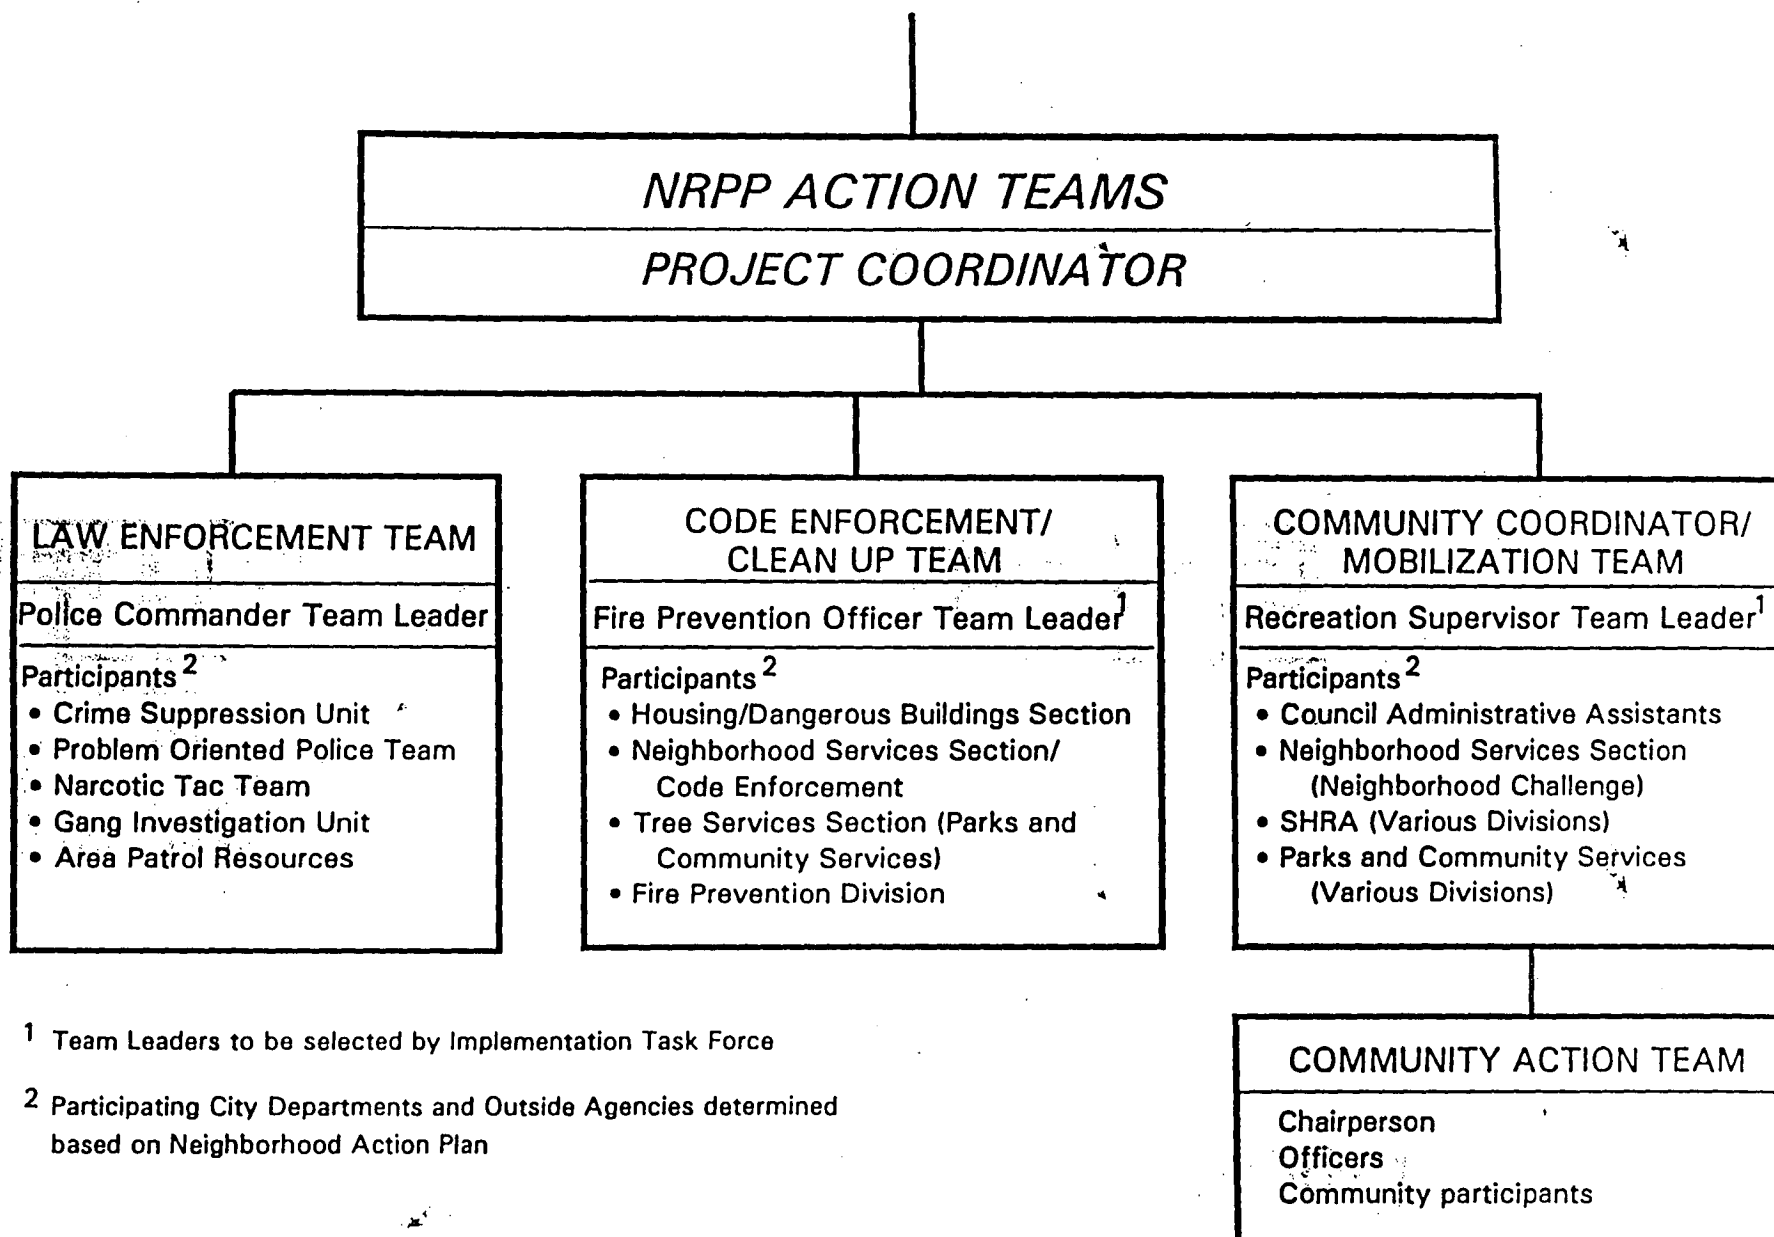 NRPP ACTION TEAMS
PROJECT COORDINATOR
LAW ENFORCEMENT TEAM
Police Commander Team Leader
Participants 2
• Crime Suppression Unit
• Problem Oriented Police Team
• Narcotic Tac Team
• Gang Investigation Unit
• Area Patrol Resources
CODE ENFORCEMENT/
CLEAN UP TEAM
Fire Prevention Officer Team Leader 1
Participants 2
• Housing/Dangerous Buildings Section
• Neighborhood Services Section/
Code Enforcement
• Tree Services Section (Parks and
Community Services)
• Fire Prevention Division
COMMUNITY COORDINATOR/
MOBILIZATION TEAM
Recreation Supervisor Team Leader 1
Participants 2
• Council Administrative Assistants
• Neighborhood Services Section
(Neighborhood Challenge)
• SHRA (Various Divisions)
• Parks and Community Services
(Various Divisions)
COMMUNITY ACTION TEAM
Chairperson
Officers
Community participants
1 Team Leaders to be selected by Implementation Task Force
2 Participating City Departments and Outside Agencies determined
based on Neighborhood Action Plan